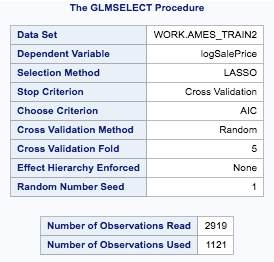 The GLMSELECT Procedure
Data Set WORK.AMES_TRAIN2
Dependent Variable logSalePrice
Selection Method LASSO
Stop Criterion Cross Validation
Choose Criterion AIC
Cross Validation Method Random
Cross Validation Fold 5
Effect Hierarchy Enforced None
Random Number Seed 1
Number of Observations Read 2919
Number of Observations Used 1121